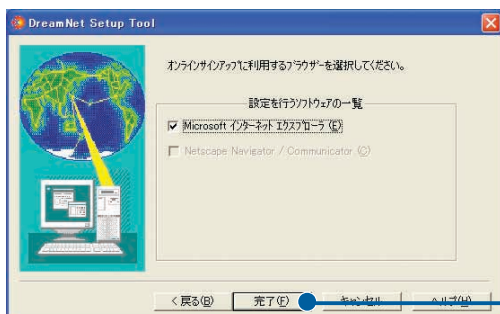 DreamNet Setup Tool
オンラインサインアップに利用するブラウザーを選択してください。
設定を行うソフトウェアの一覧
Microsoft インターネット エクスプローラ (E)
Netscape Navigator / Communicator (C)
< 戻る(B)
完了(F)
キャンセル
ヘルプ(H)